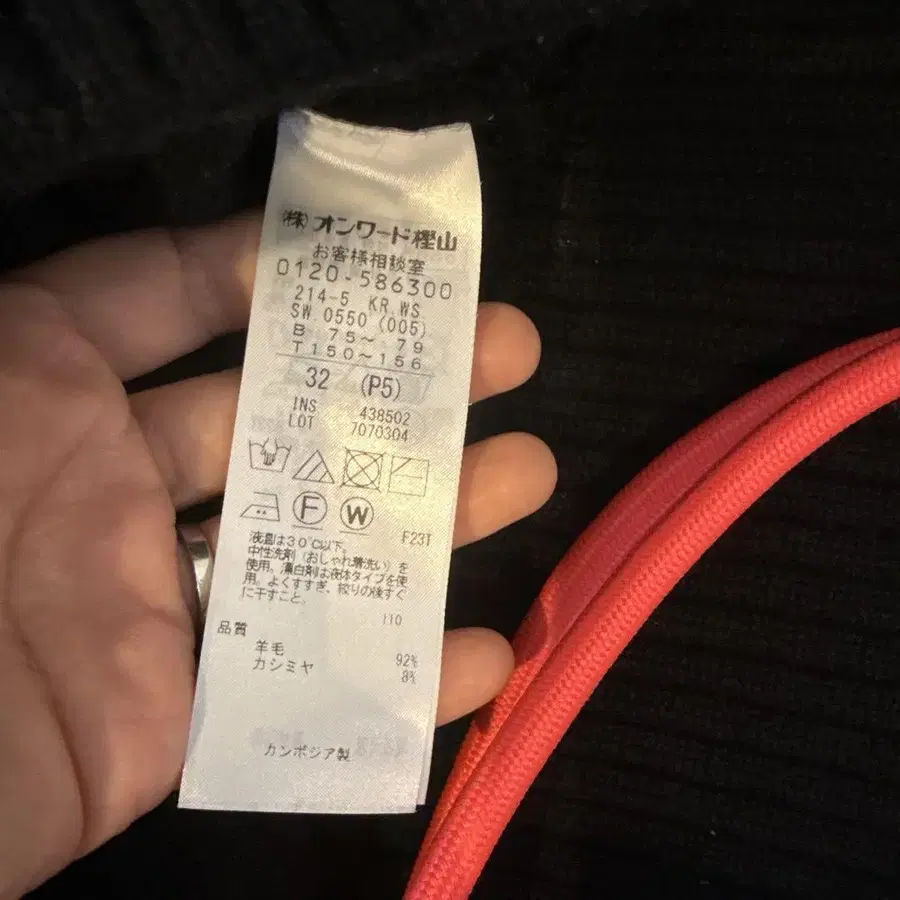 (株)オンワード樫山
お客様相談室
0120-586300
214-5 KR.WS.
SW.0550 (005)
B 75~ 79
T150~156
32 (P5)
INS 438502
LOT 7070304
F
W
F23T
液温は30℃以下。
中性洗剤(おしゃれ着洗い)を
使用。漂白剤は液体タイプを使
用。よくすすぎ、絞りの後すぐ
に干すこと。
110
品質
羊毛 92%
カシミヤ 8%
カンボジア製